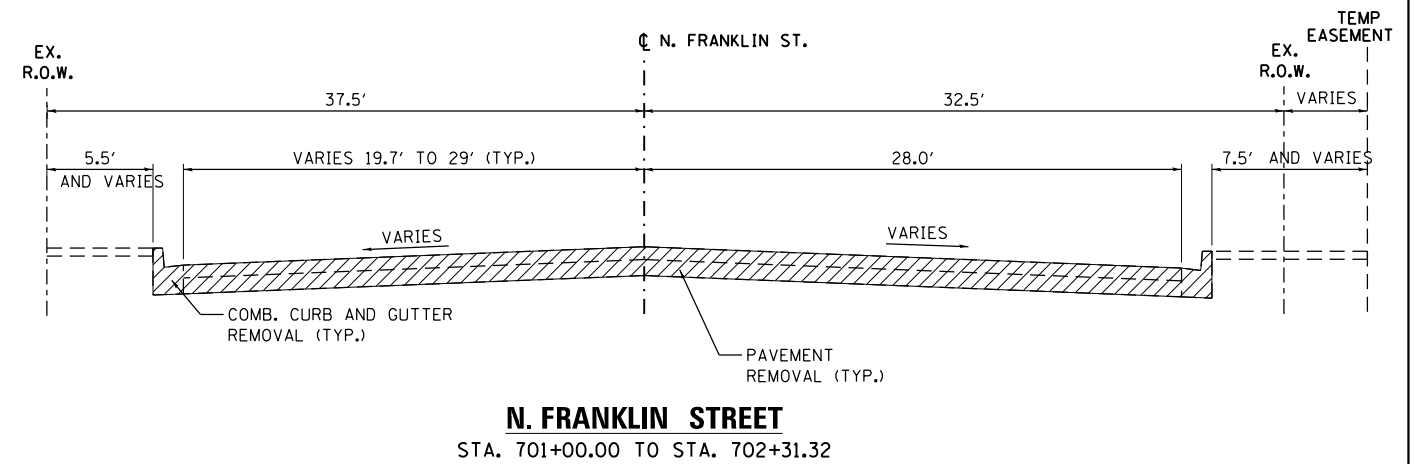 TEMP
EASEMENT
EX.
R.O.W.
℄ N. FRANKLIN ST.
EX.
R.O.W.
37.5'
32.5'
VARIES
5.5'
AND VARIES
VARIES 19.7' TO 29' (TYP.)
28.0'
7.5' AND VARIES
VARIES
VARIES
COMB. CURB AND GUTTER
REMOVAL (TYP.)
PAVEMENT
REMOVAL (TYP.)
N. FRANKLIN STREET
STA. 701+00.00 TO STA. 702+31.32